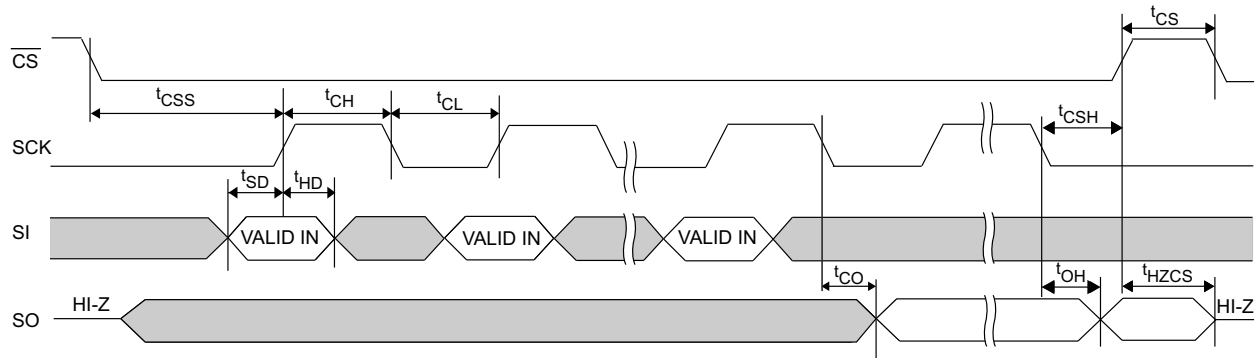 tCS
CS
tCSS
tCH
tCL
tCSH
SCK
tSD
tHD
SI
VALID IN
VALID IN
VALID IN
tCO
tOH
tHZCS
HI-Z
HI-Z
SO